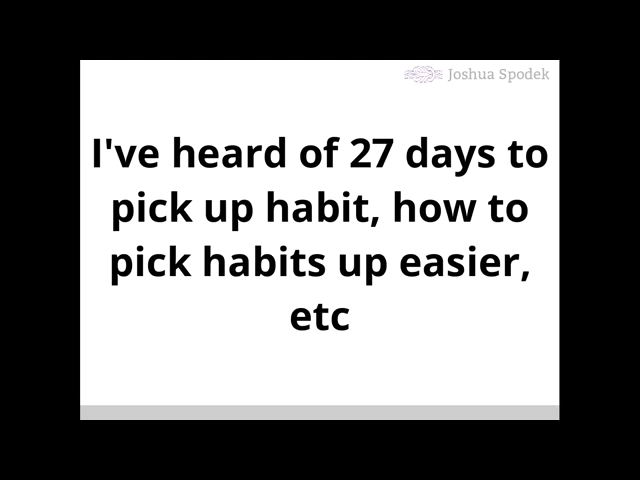 Joshua Spodek
I've heard of 27 days to
pick up habit, how to
pick habits up easier,
etc